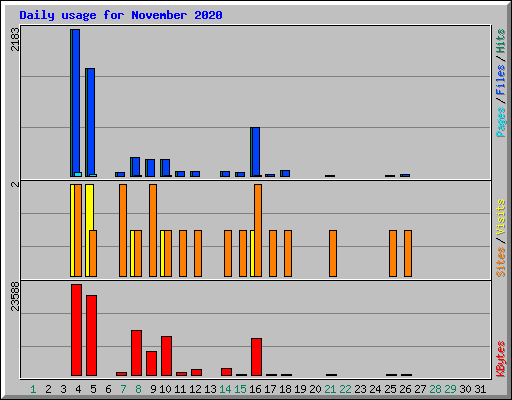 Daily usage for November 2020
2183
Pages / Files / Hits
2
Sites / Visits
23588
KBytes
1 2 3 4 5 6 7 8 9 10 11 12 13 14 15 16 17 18 19 20 21 22 23 24 25 26 27 28 29 30 31